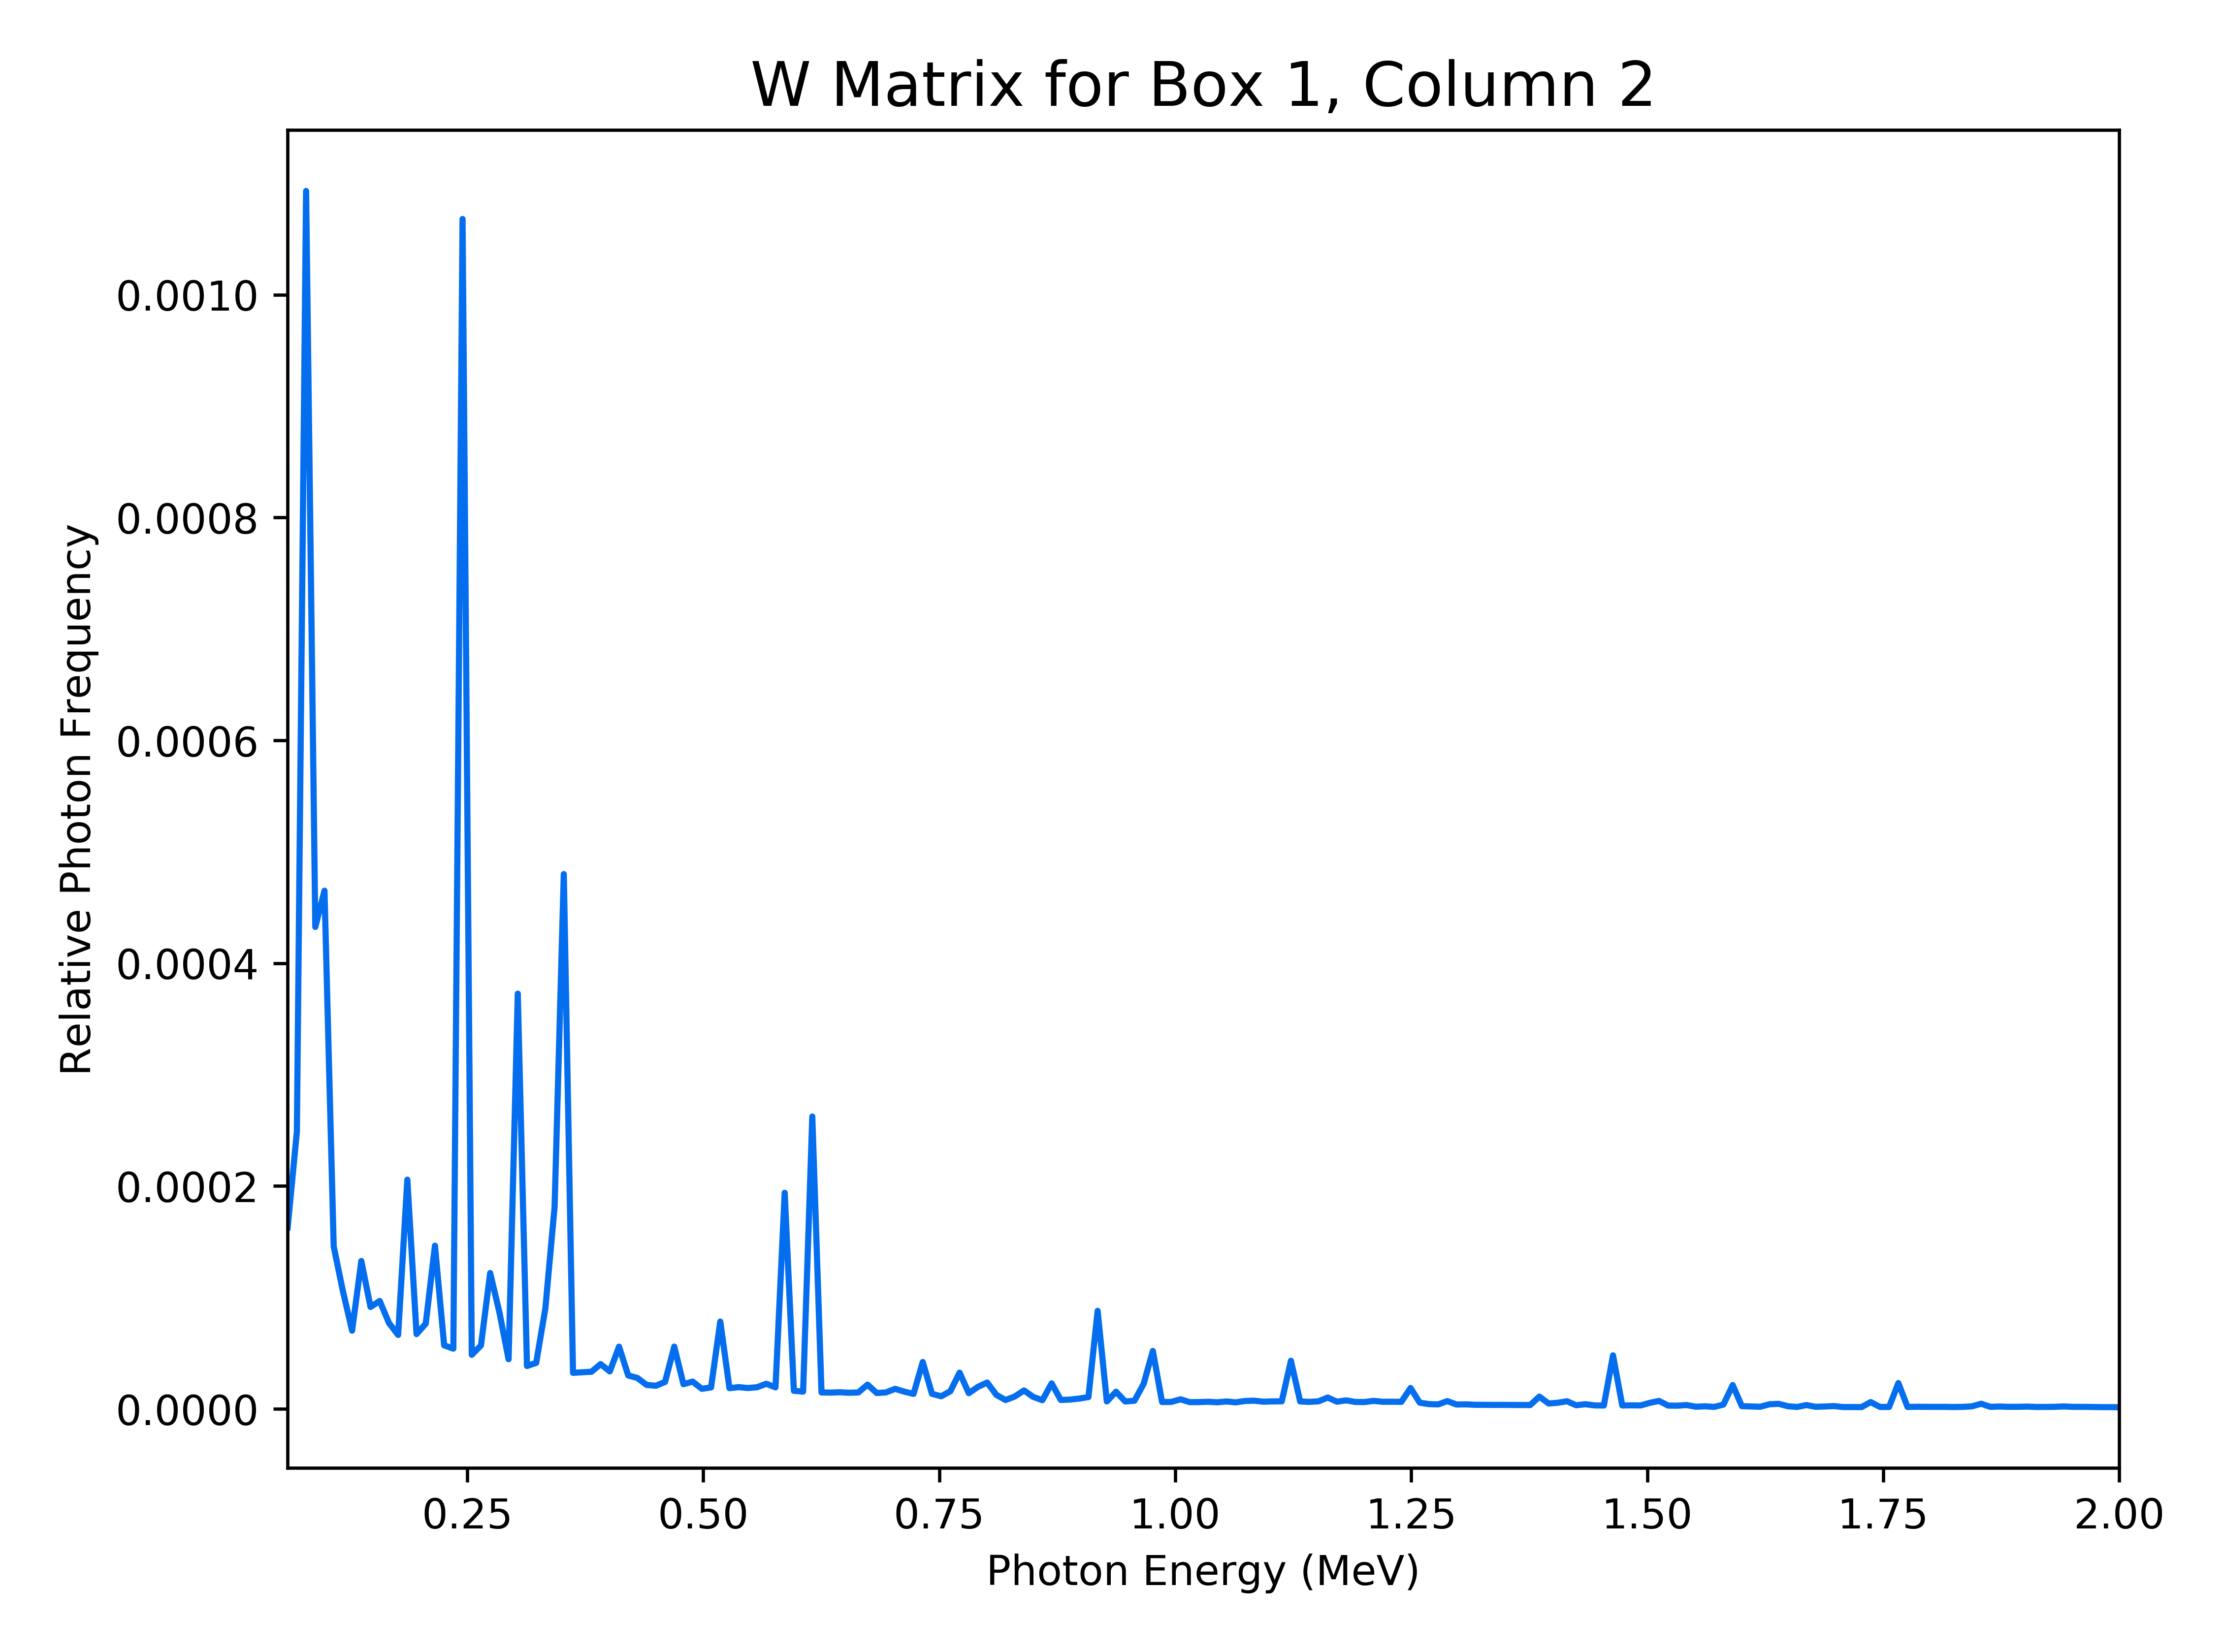 W Matrix for Box 1, Column 2
Relative Photon Frequency
0.0010
0.0008
0.0006
0.0004
0.0002
0.0000
0.25 0.50 0.75 1.00 1.25 1.50 1.75 2.00
Photon Energy (MeV)